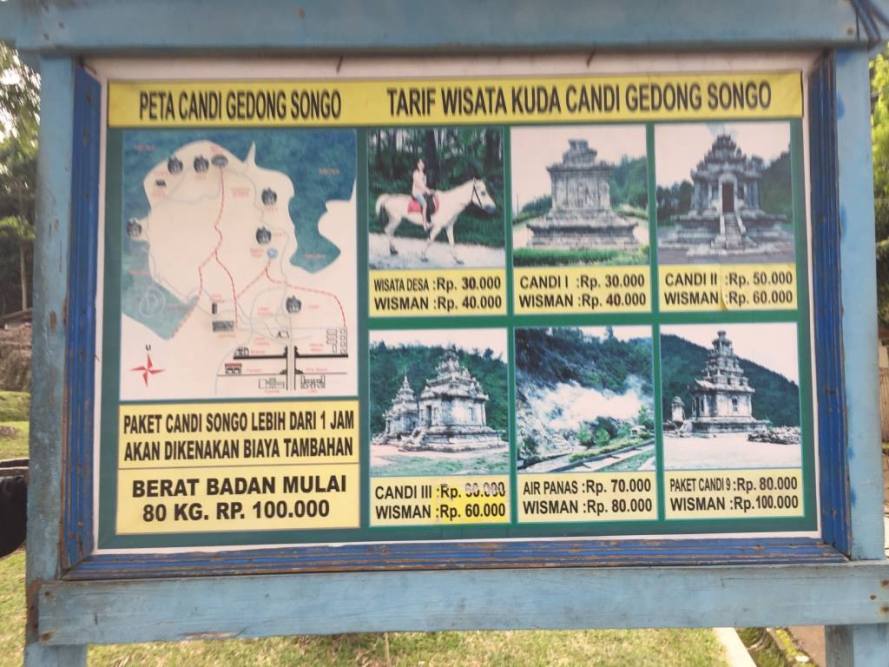 PETA CANDI GEDONG SONGO
TARIF WISATA KUDA CANDI GEDONG SONGO
WISATA DESA :Rp. 30.000
WISMAN :Rp. 40.000
CANDI I :Rp. 30.000
WISMAN :Rp. 40.000
CANDI II :Rp. 50.000
WISMAN :Rp. 60.000
CANDI III :Rp.
WISMAN :Rp. 60.000
AIR PANAS :Rp. 70.000
WISMAN :Rp. 80.000
PAKET CANDI 9 :Rp. 80.000
WISMAN :Rp.100.000
U
PAKET CANDI SONGO LEBIH DARI 1 JAM
AKAN DIKENAKAN BIAYA TAMBAHAN
BERAT BADAN MULAI
80 KG. RP. 100.000